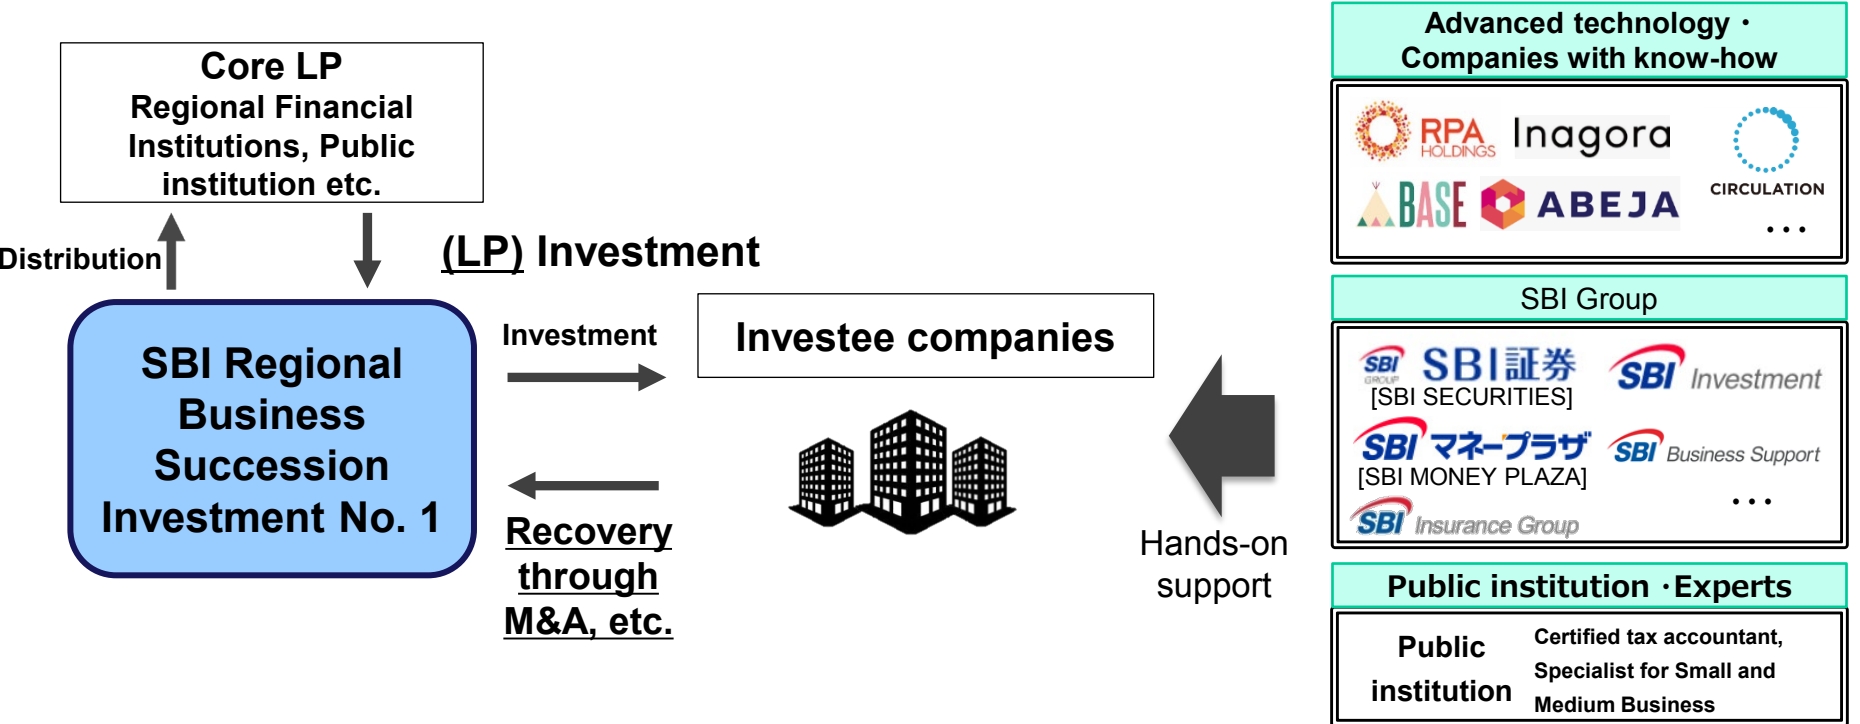 Core LP
Regional Financial
Institutions, Public
institution etc.
Distribution
(LP) Investment
SBI Regional
Business
Succession
Investment No. 1
Investment
Investee companies
Recovery
through
M&A, etc.
Hands-on
support
Advanced technology・
Companies with know-how
RPA
HOLDINGS
Inagora
CIRCULATION
BASE
ABEJA
...
SBI Group
SBI
GROUP
SBI証券
[SBI SECURITIES]
SBI Investment
SBI マネープラザ
[SBI MONEY PLAZA]
SBI Business Support
...
SBI Insurance Group
Public institution・Experts
Public
institution
Certified tax accountant,
Specialist for Small and
Medium Business